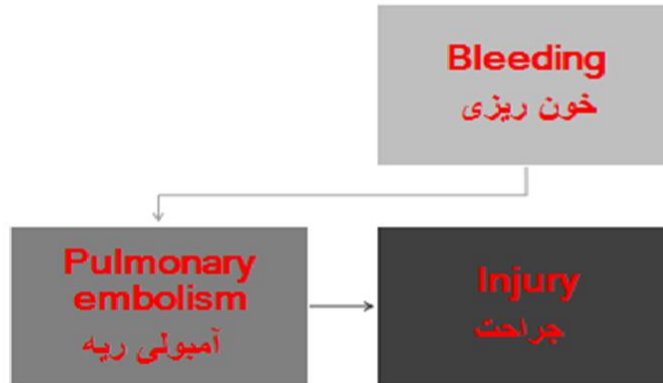 Bleeding
خون ریزی
Pulmonary
embolism
آمبولی ریه
Injury
جراحت